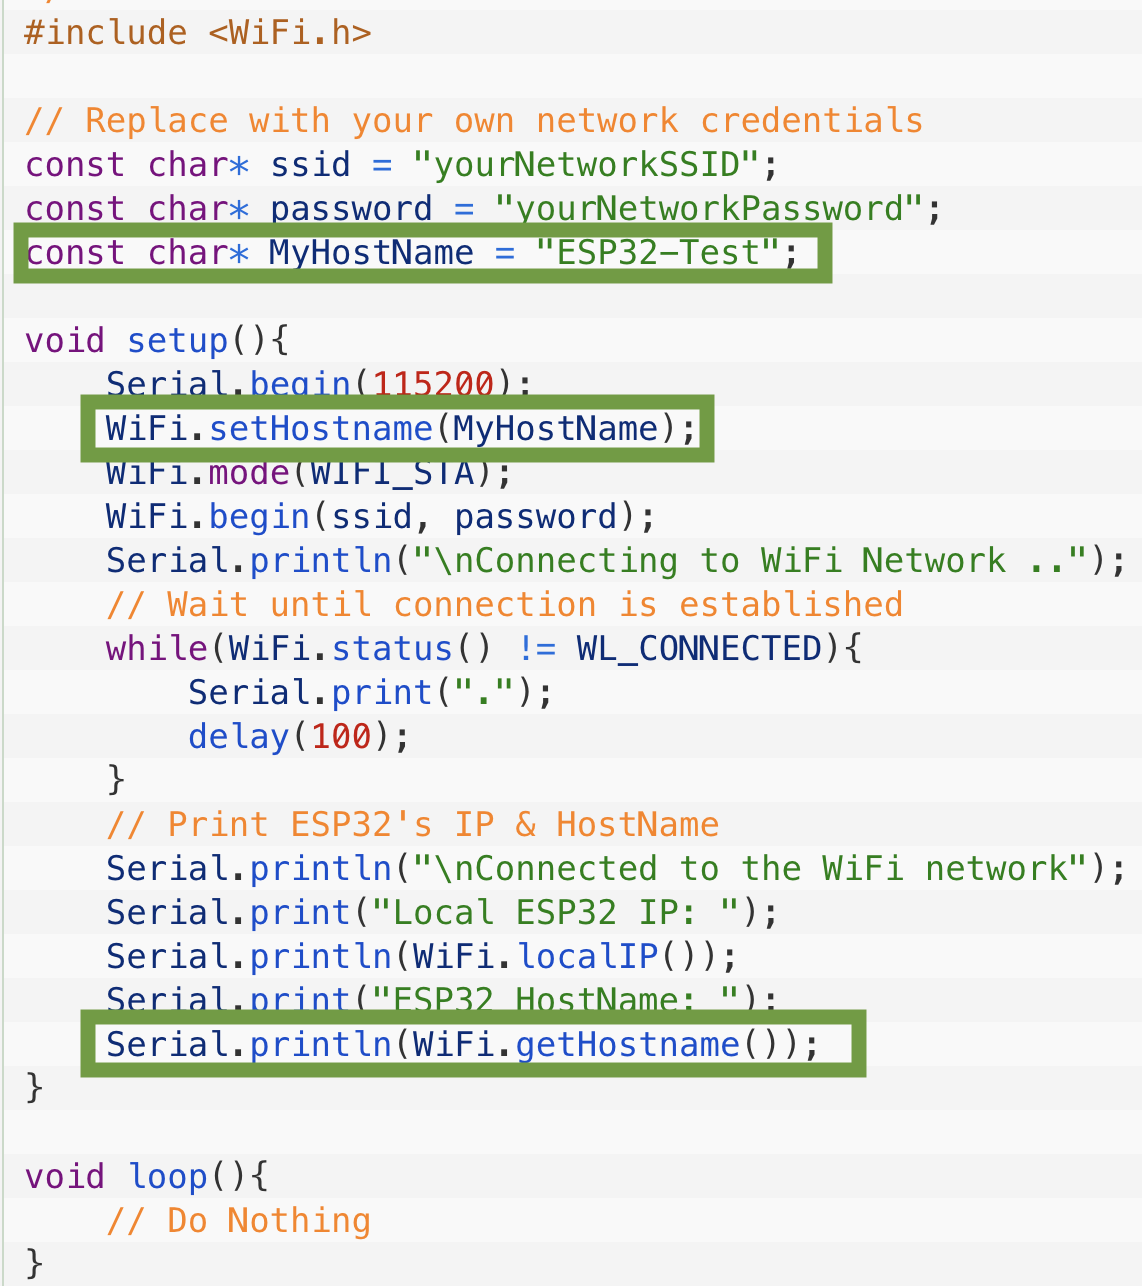 #include <WiFi.h>
// Replace with your own network credentials
const char* ssid = "yourNetworkSSID";
const char* password = "yourNetworkPassword";
const char* MyHostName = "ESP32-Test";
void setup(){
    Serial.begin(115200);
    WiFi.setHostname(MyHostName);
    WiFi.mode(WIFI_STA);
    WiFi.begin(ssid, password);
    Serial.println("\nConnecting to WiFi Network ..");
    // Wait until connection is established
    while(WiFi.status() != WL_CONNECTED){
        Serial.print(".");
        delay(100);
    }
    // Print ESP32's IP & HostName
    Serial.println("\nConnected to the WiFi network");
    Serial.print("Local ESP32 IP: ");
    Serial.println(WiFi.localIP());
    Serial.print("ESP32 HostName: ");
    Serial.println(WiFi.getHostname());
}
void loop(){
    // Do Nothing
}